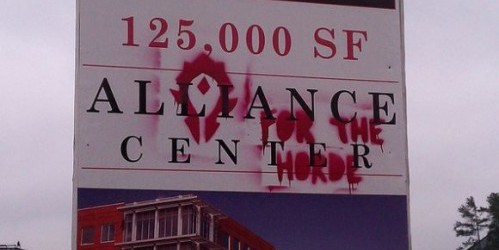 125,000 SF
ALLIANCE
FOR THE
CENTER
HORDE